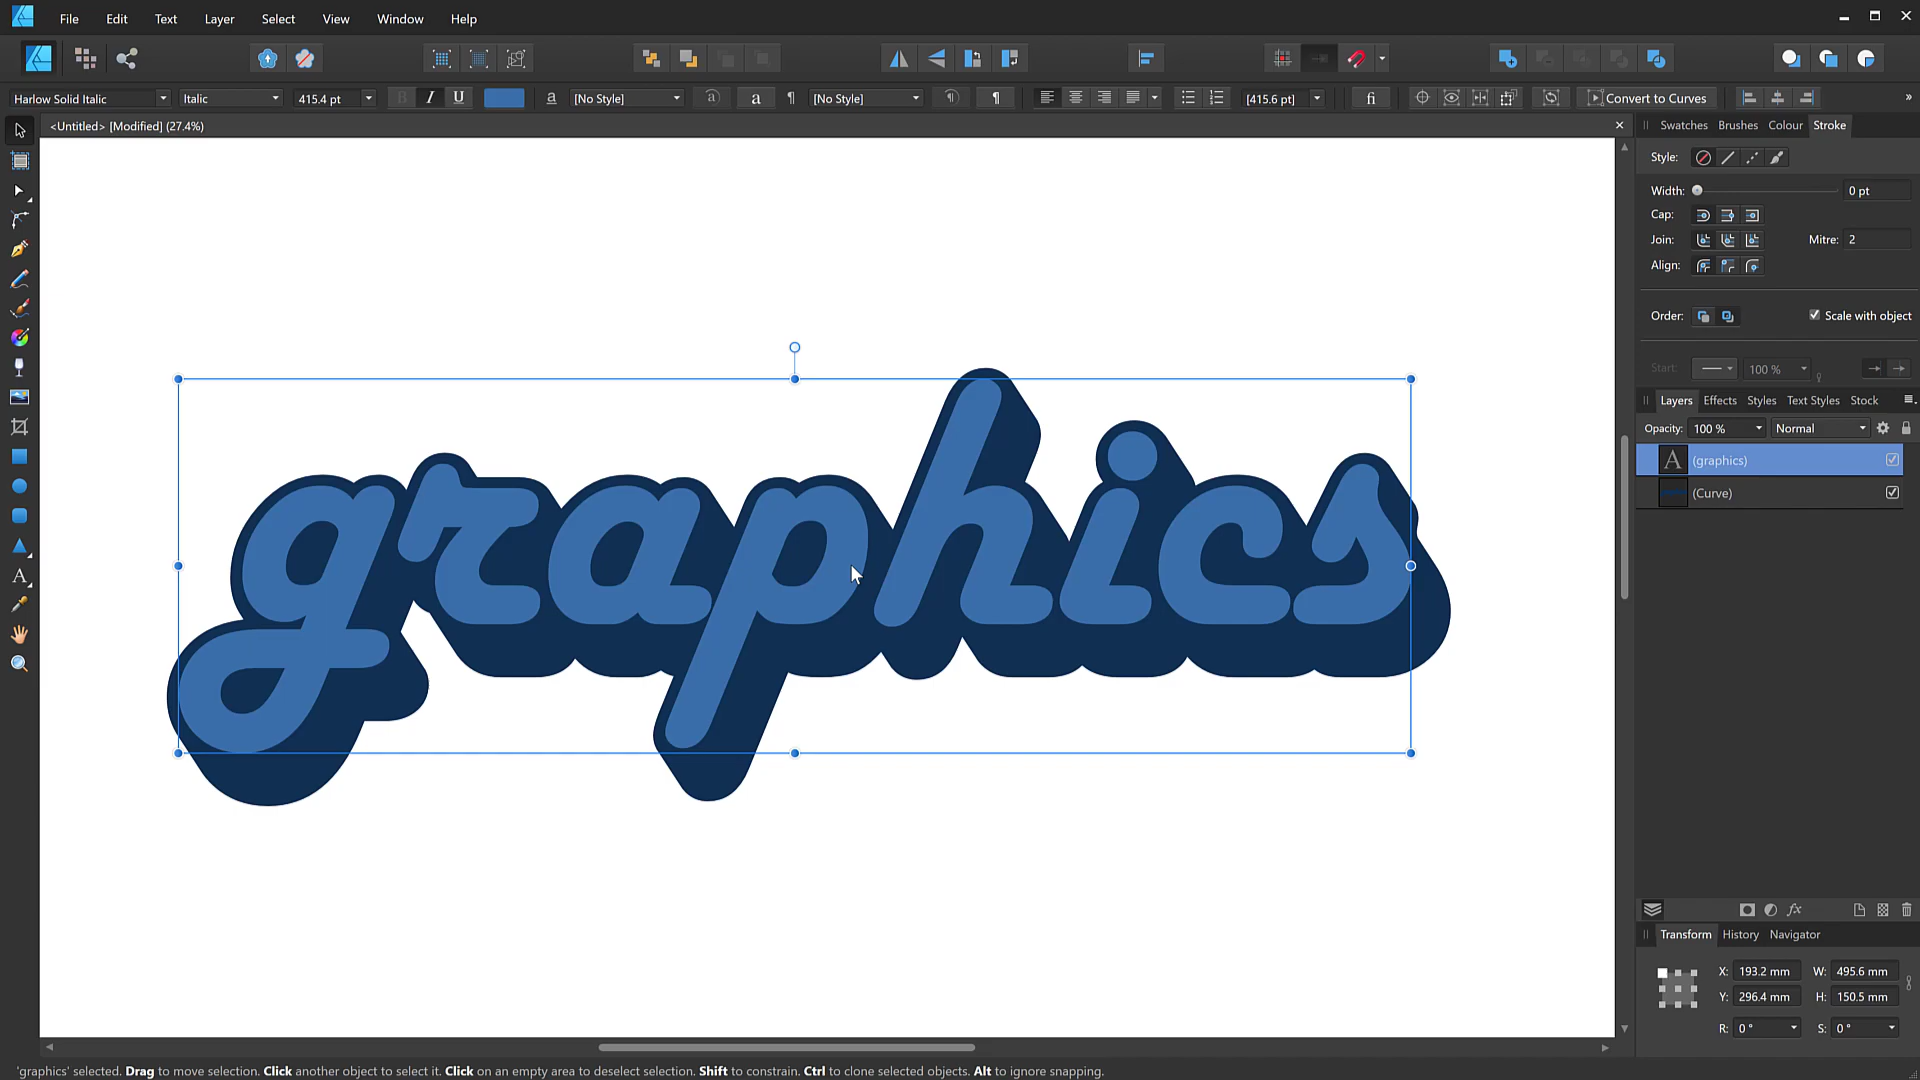 File Edit Text Layer Select View Window Help
Harlow Solid Italic Italic 415.4 pt B I U a [No Style] a a ¶ [No Style] ¶ ¶ [415.6 pt] fi Convert to Curves »
<Untitled> [Modified] (27.4%)
Swatches Brushes Colour Stroke
Style:
Width: 0 pt
Cap:
Join: Mitre: 2
Align:
Order: Scale with object
Start: 100 %
Layers Effects Styles Text Styles Stock
Opacity: 100 % Normal
A (graphics)
(Curve)
graphics
A
fx
Transform History Navigator
X: 193.2 mm W: 495.6 mm
Y: 296.4 mm H: 150.5 mm
R: 0 ° S: 0 °
'graphics' selected. Drag to move selection. Click another object to select it. Click on an empty area to deselect selection. Shift to constrain. Ctrl to clone selected objects. Alt to ignore snapping.